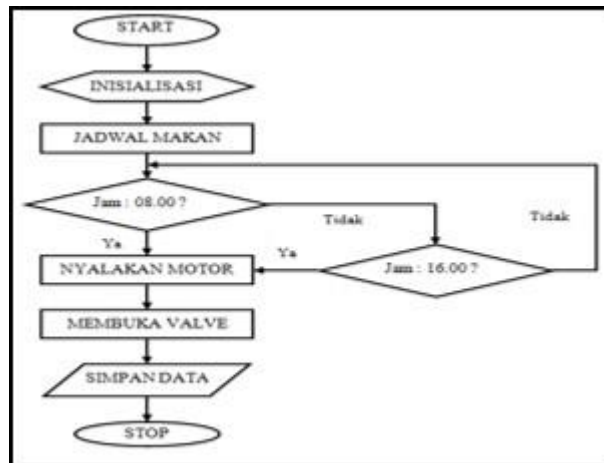 START
INISIALISASI
JADWAL MAKAN
Jam : 08.00 ?
Tidak
Tidak
Ya
Ya
NYALAKAN MOTOR
Jam : 16.00 ?
MEMBUKA VALVE
SIMPAN DATA
STOP